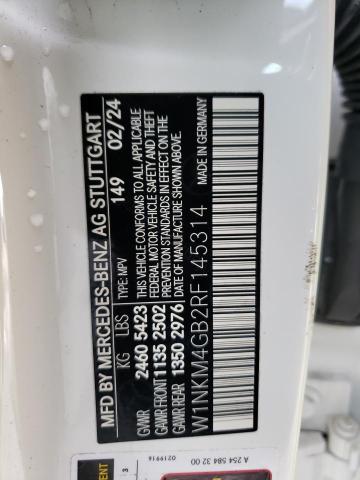 MFD BY MERCEDES-BENZ AG STUTTGART
149 02/24
KG LBS TYPE: MPV
GVWR 2460 5423 THIS VEHICLE CONFORMS TO ALL APPLICABLE
GAWR FRONT 1135 2502 FEDERAL MOTOR VEHICLE SAFETY AND THEFT
GAWR REAR 1350 2976 PREVENTION STANDARDS IN EFFECT ON THE
DATE OF MANUFACTURE SHOWN ABOVE.
MADE IN GERMANY
W1NKM4GB2RF145314
A 254 584 32 00
0219916
3